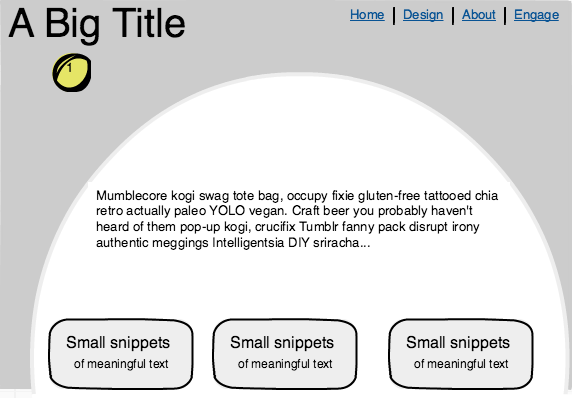 A Big Title
Home | Design | About | Engage
1
Mumblecore kogi swag tote bag, occupy fixie gluten-free tattooed chia
retro actually paleo YOLO vegan. Craft beer you probably haven't
heard of them pop-up kogi, crucifix Tumblr fanny pack disrupt irony
authentic meggings Intelligentsia DIY sriracha...
Small snippets
of meaningful text
Small snippets
of meaningful text
Small snippets
of meaningful text